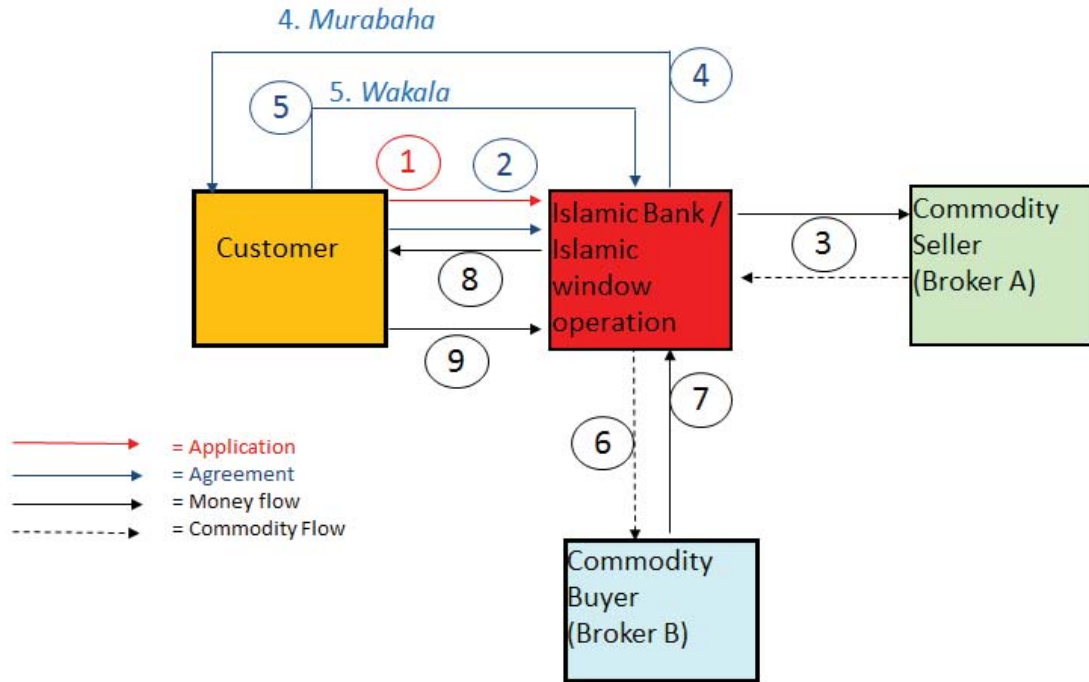 4. Murabaha
4
5. Wakala
5
1
2
Customer
Islamic Bank /
Islamic
window
operation
Commodity
Seller
(Broker A)
3
8
9
7
6
= Application
= Agreement
= Money flow
= Commodity Flow
Commodity
Buyer
(Broker B)